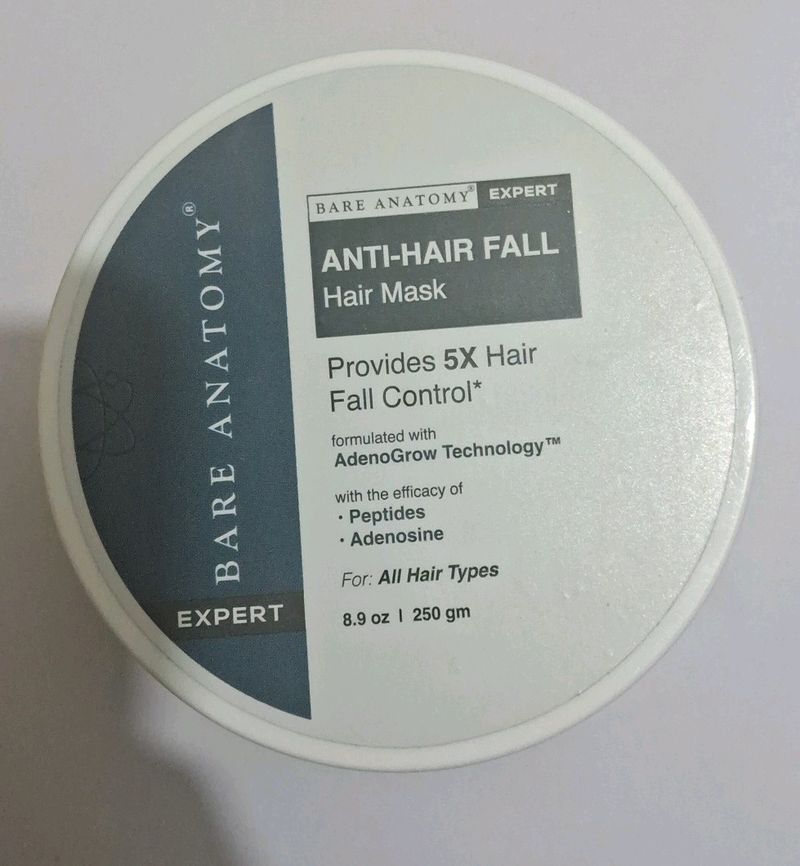 BARE ANATOMY®
EXPERT
BARE ANATOMY® EXPERT
ANTI-HAIR FALL
Hair Mask
Provides 5X Hair
Fall Control*
formulated with
AdenoGrow Technology™
with the efficacy of
· Peptides
· Adenosine
For: All Hair Types
8.9 oz | 250 gm